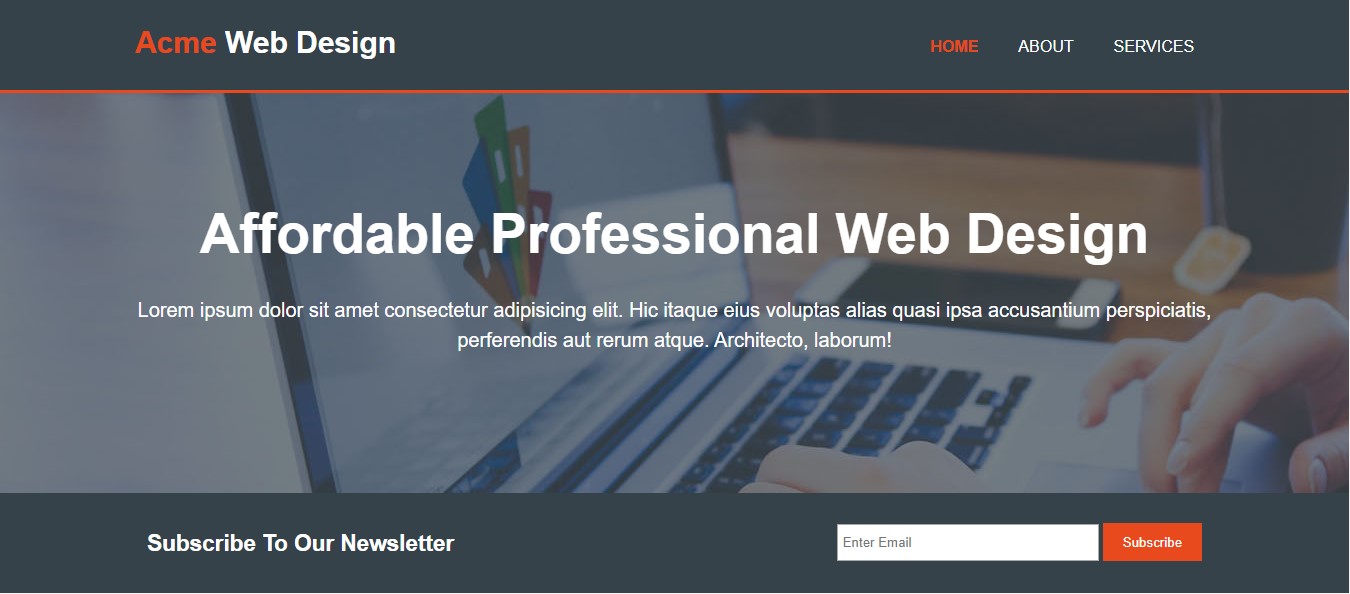 Acme Web Design
HOME ABOUT SERVICES
Affordable Professional Web Design
Lorem ipsum dolor sit amet consectetur adipisicing elit. Hic itaque eius voluptas alias quasi ipsa accusantium perspiciatis,
perferendis aut rerum atque. Architecto, laborum!
Subscribe To Our Newsletter
Enter Email
Subscribe